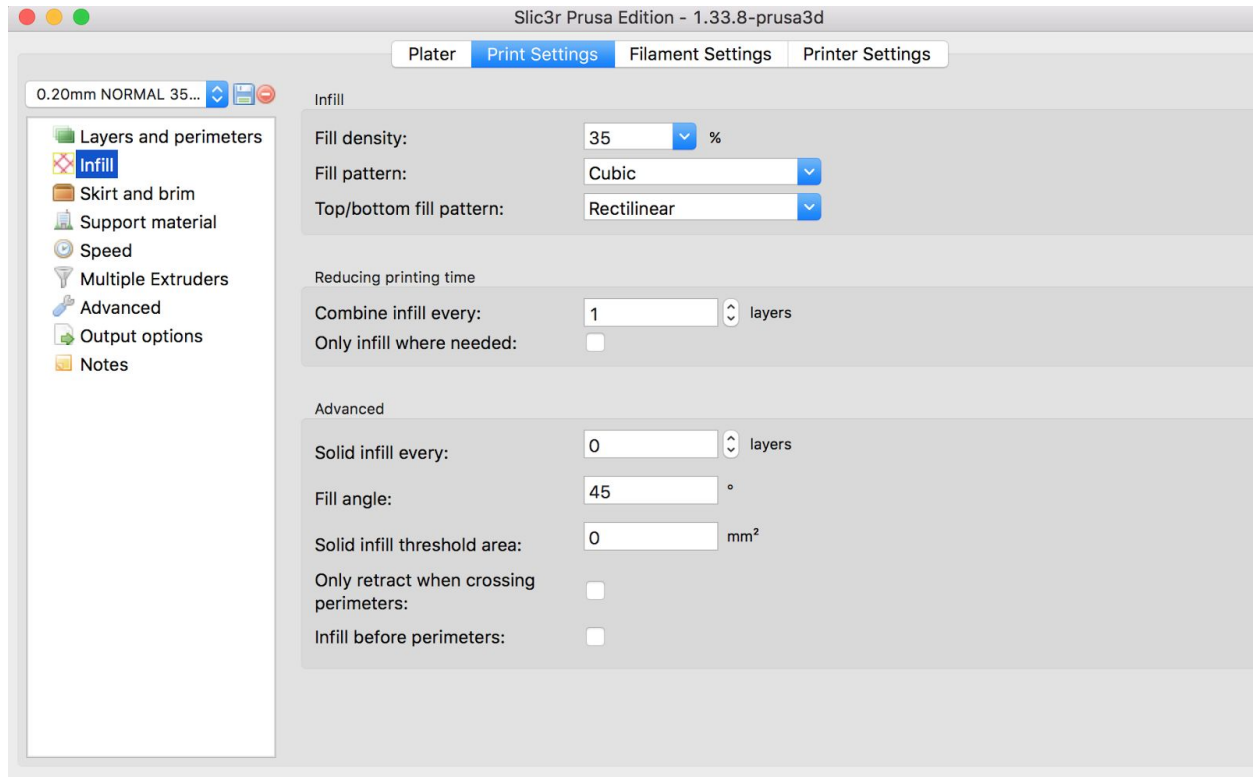 Slic3r Prusa Edition - 1.33.8-prusa3d
Plater Print Settings Filament Settings Printer Settings
0.20mm NORMAL 35...
Layers and perimeters
Infill
Skirt and brim
Support material
Speed
Multiple Extruders
Advanced
Output options
Notes
Infill
Fill density: 35 %
Fill pattern: Cubic
Top/bottom fill pattern: Rectilinear
Reducing printing time
Combine infill every: 1 layers
Only infill where needed:
Advanced
Solid infill every: 0 layers
Fill angle: 45 °
Solid infill threshold area: 0 mm²
Only retract when crossing
perimeters:
Infill before perimeters: